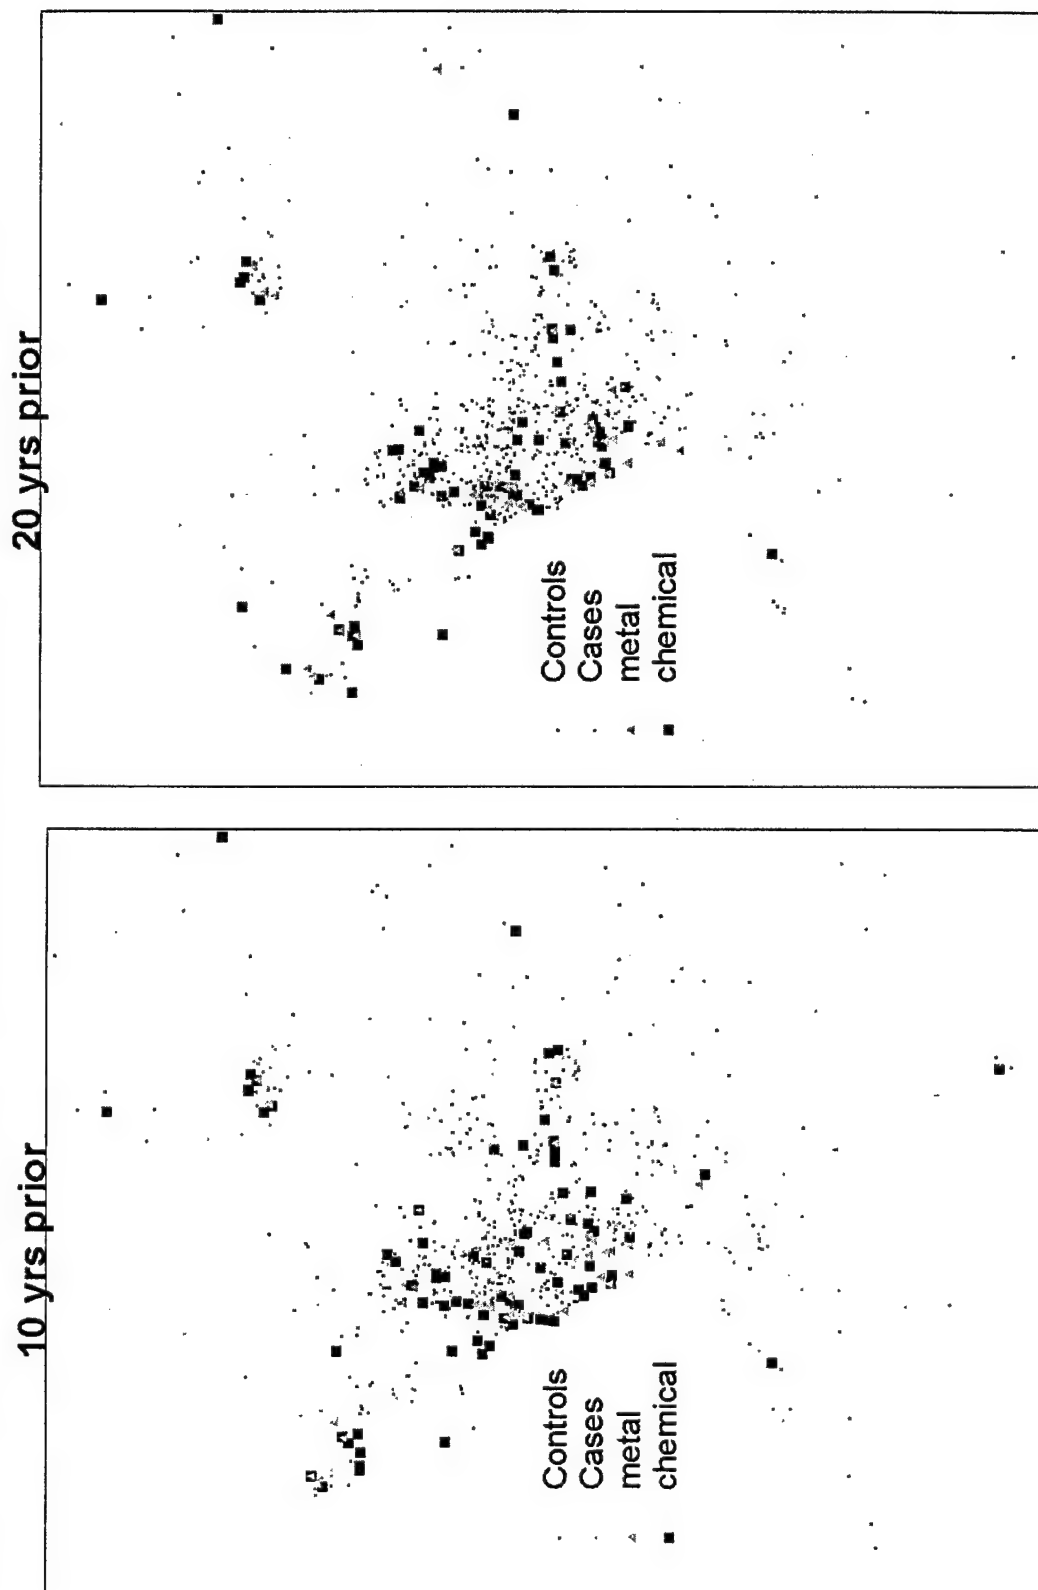 10 yrs prior
Controls
Cases
metal
chemical
20 yrs prior
Controls
Cases
metal
chemical